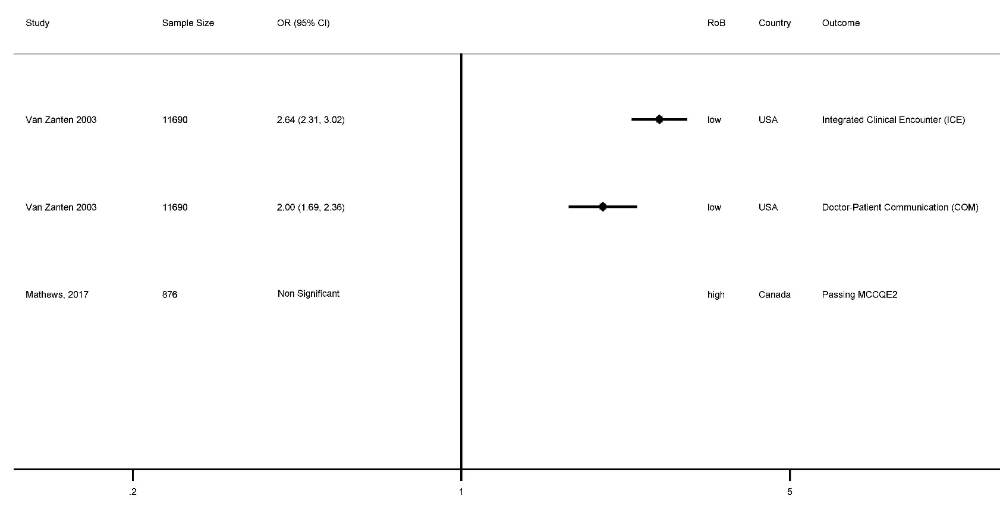 Study Sample Size OR (95% CI) RoB Country Outcome
Van Zanten 2003 11690 2.64 (2.31, 3.02) low USA Integrated Clinical Encounter (ICE)
Van Zanten 2003 11690 2.00 (1.69, 2.36) low USA Doctor-Patient Communication (COM)
Mathews, 2017 876 Non Significant high Canada Passing MCCQE2
.2 1 5